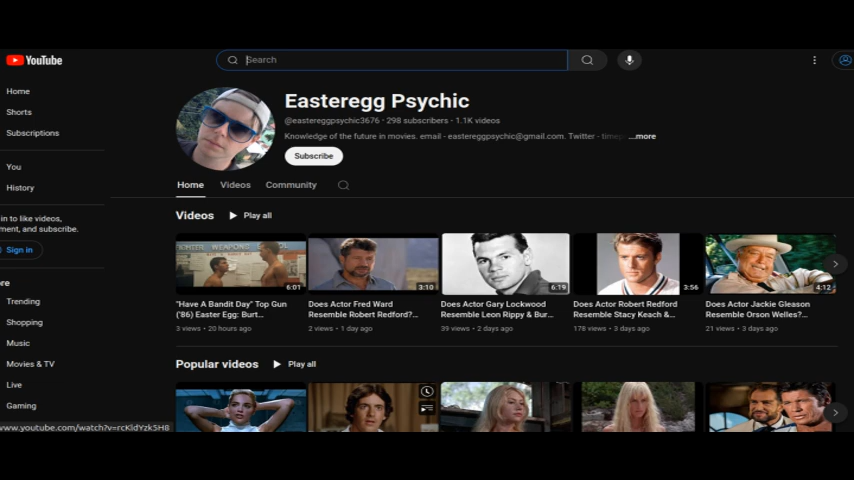 YouTube
Search
Home
Shorts
Subscriptions
You
History
in to like videos,
ment, and subscribe.
Sign in
re
Trending
Shopping
Music
Movies & TV
Live
Gaming
www.youtube.com/watch?v=rcKldYzk5H8
Easteregg Psychic
@eastereggpsychic3676 · 298 subscribers · 1.1K videos
Knowledge of the future in movies. email - eastereggpsychic@gmail.com. Twitter - ...more
Subscribe
Home Videos Community
Videos Play all
6:01 3:10 6:19 3:56 4:12
"Have A Bandit Day" Top Gun
('86) Easter Egg: Burt...
3 views · 20 hours ago
Does Actor Fred Ward
Resemble Robert Redford?...
2 views · 1 day ago
Does Actor Gary Lockwood
Resemble Leon Rippy & Bur...
39 views · 2 days ago
Does Actor Robert Redford
Resemble Stacy Keach &...
178 views · 3 days ago
Does Actor Jackie Gleason
Resemble Orson Welles?...
21 views · 3 days ago
Popular videos Play all